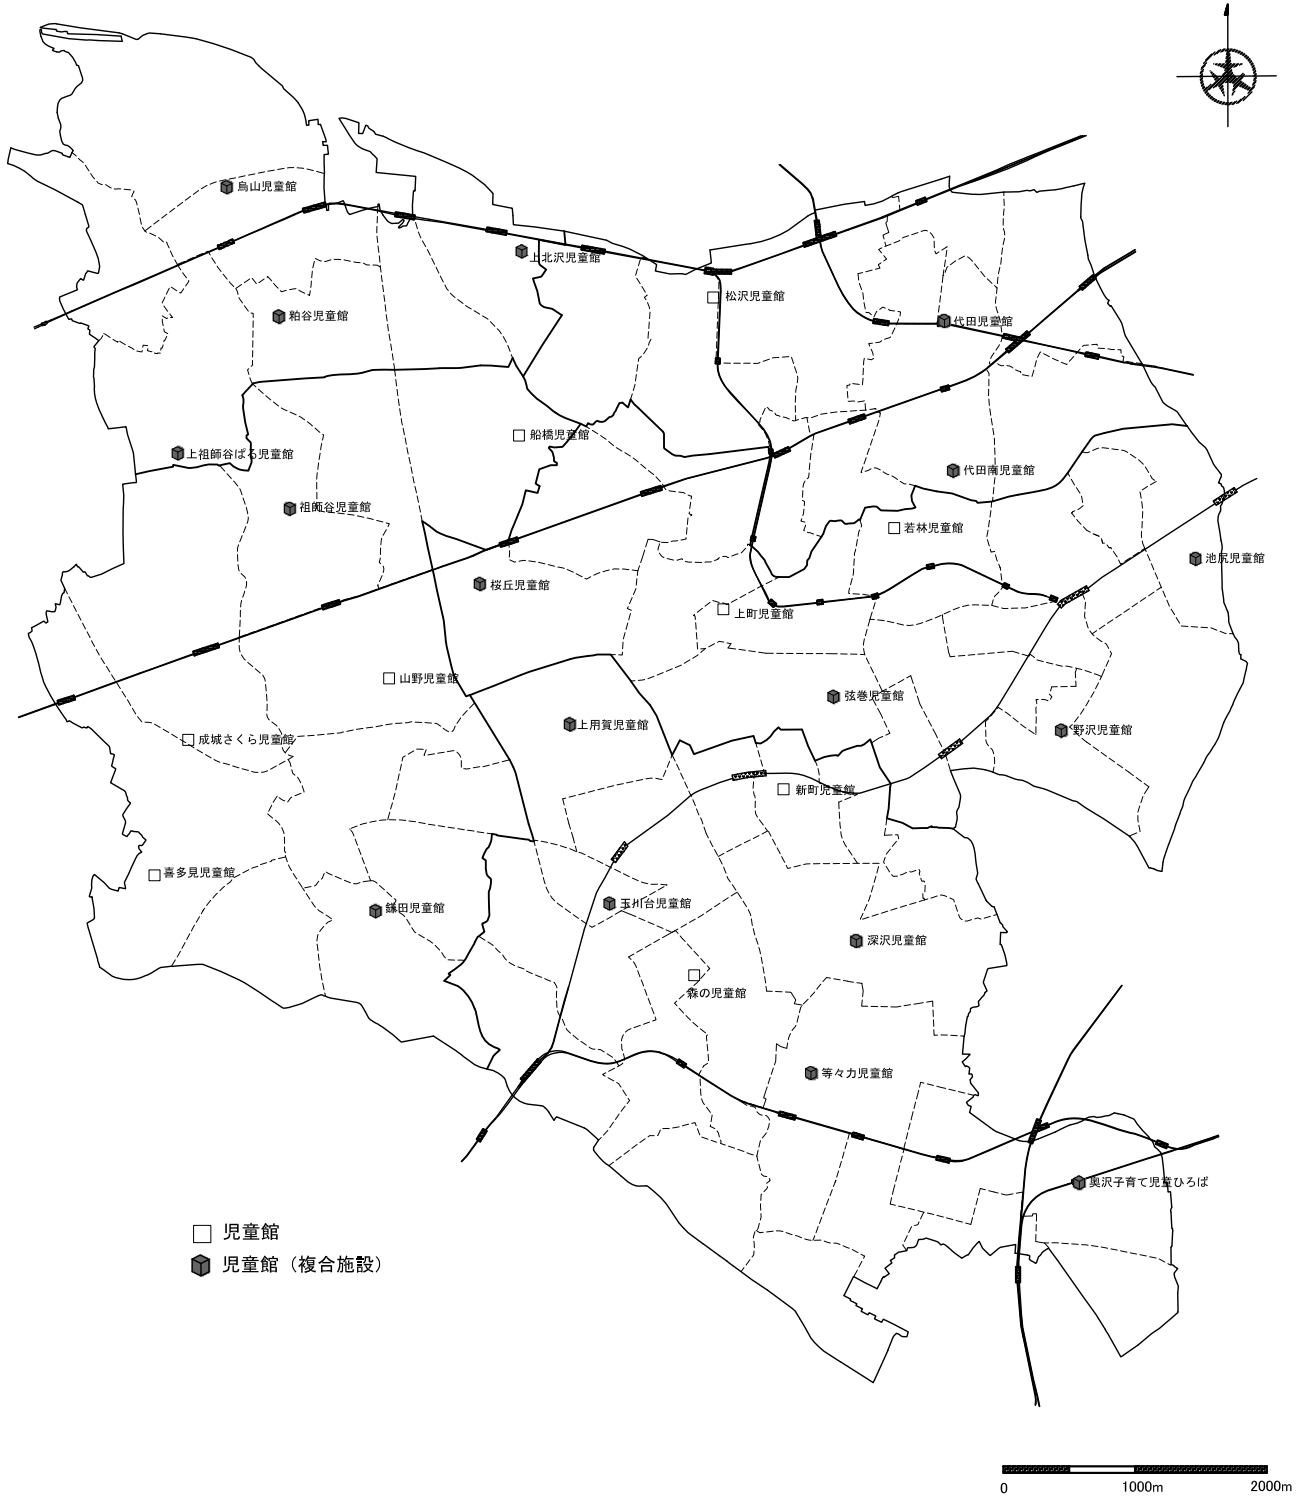 烏山児童館
上北沢児童館
松沢児童館
粕谷児童館
代田児童館
船橋児童館
上祖師谷ぱる児童館
代田南児童館
祖師谷児童館
若林児童館
池尻児童館
桜丘児童館
上町児童館
山野児童館
弦巻児童館
上用賀児童館
野沢児童館
成城さくら児童館
新町児童館
喜多見児童館
鎌田児童館
玉川台児童館
深沢児童館
森の児童館
等々力児童館
奥沢子育て児童ひろば
児童館
児童館（複合施設）
0 1000m 2000m